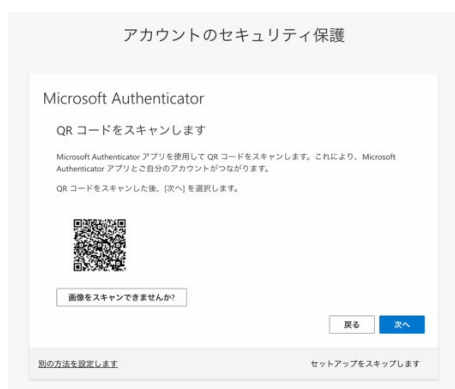 アカウントのセキュリティ保護
Microsoft Authenticator
QR コードをスキャンします
Microsoft Authenticator アプリを使用して QR コードをスキャンします。これにより、Microsoft
Authenticator アプリとご自分のアカウントがつながります。
QR コードをスキャンした後、[次へ] を選択します。
画像をスキャンできませんか?
戻る 次へ
別の方法を設定します セットアップをスキップします